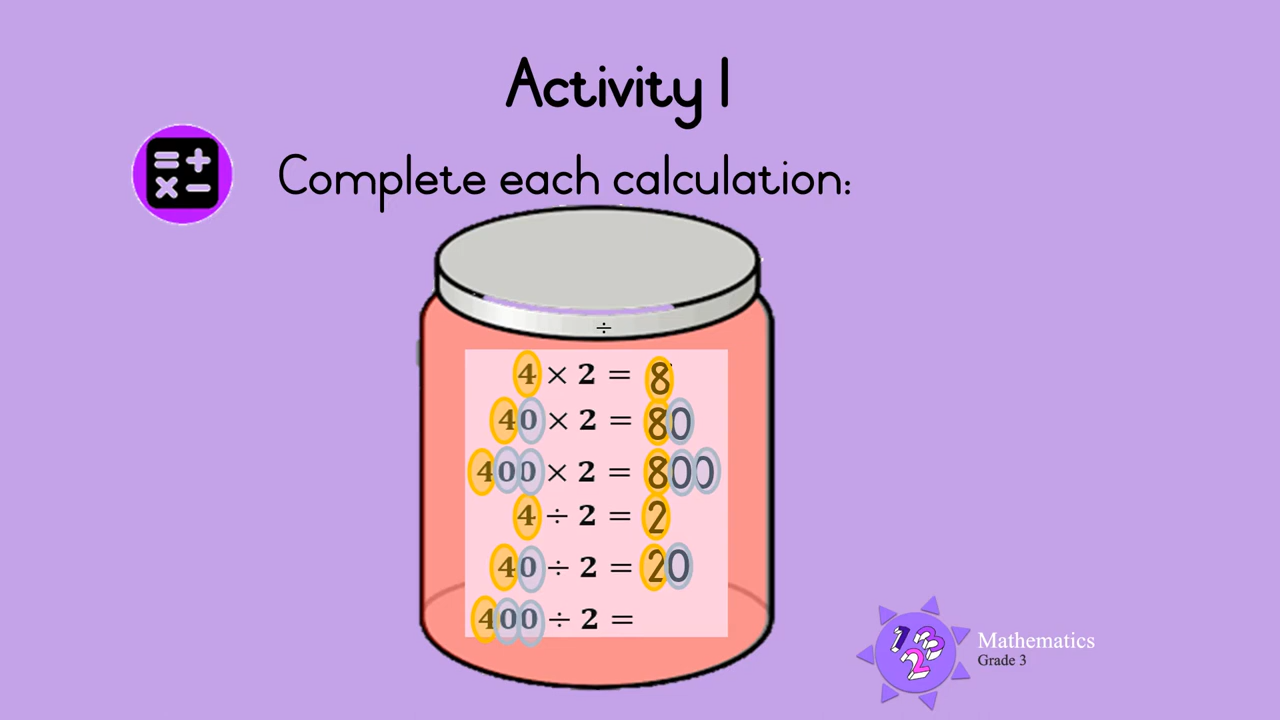 Activity 1
Complete each calculation:
÷
4 × 2 = 8
40 × 2 = 80
400 × 2 = 800
4 ÷ 2 = 2
40 ÷ 2 = 20
400 ÷ 2 =
123
Mathematics
Grade 3